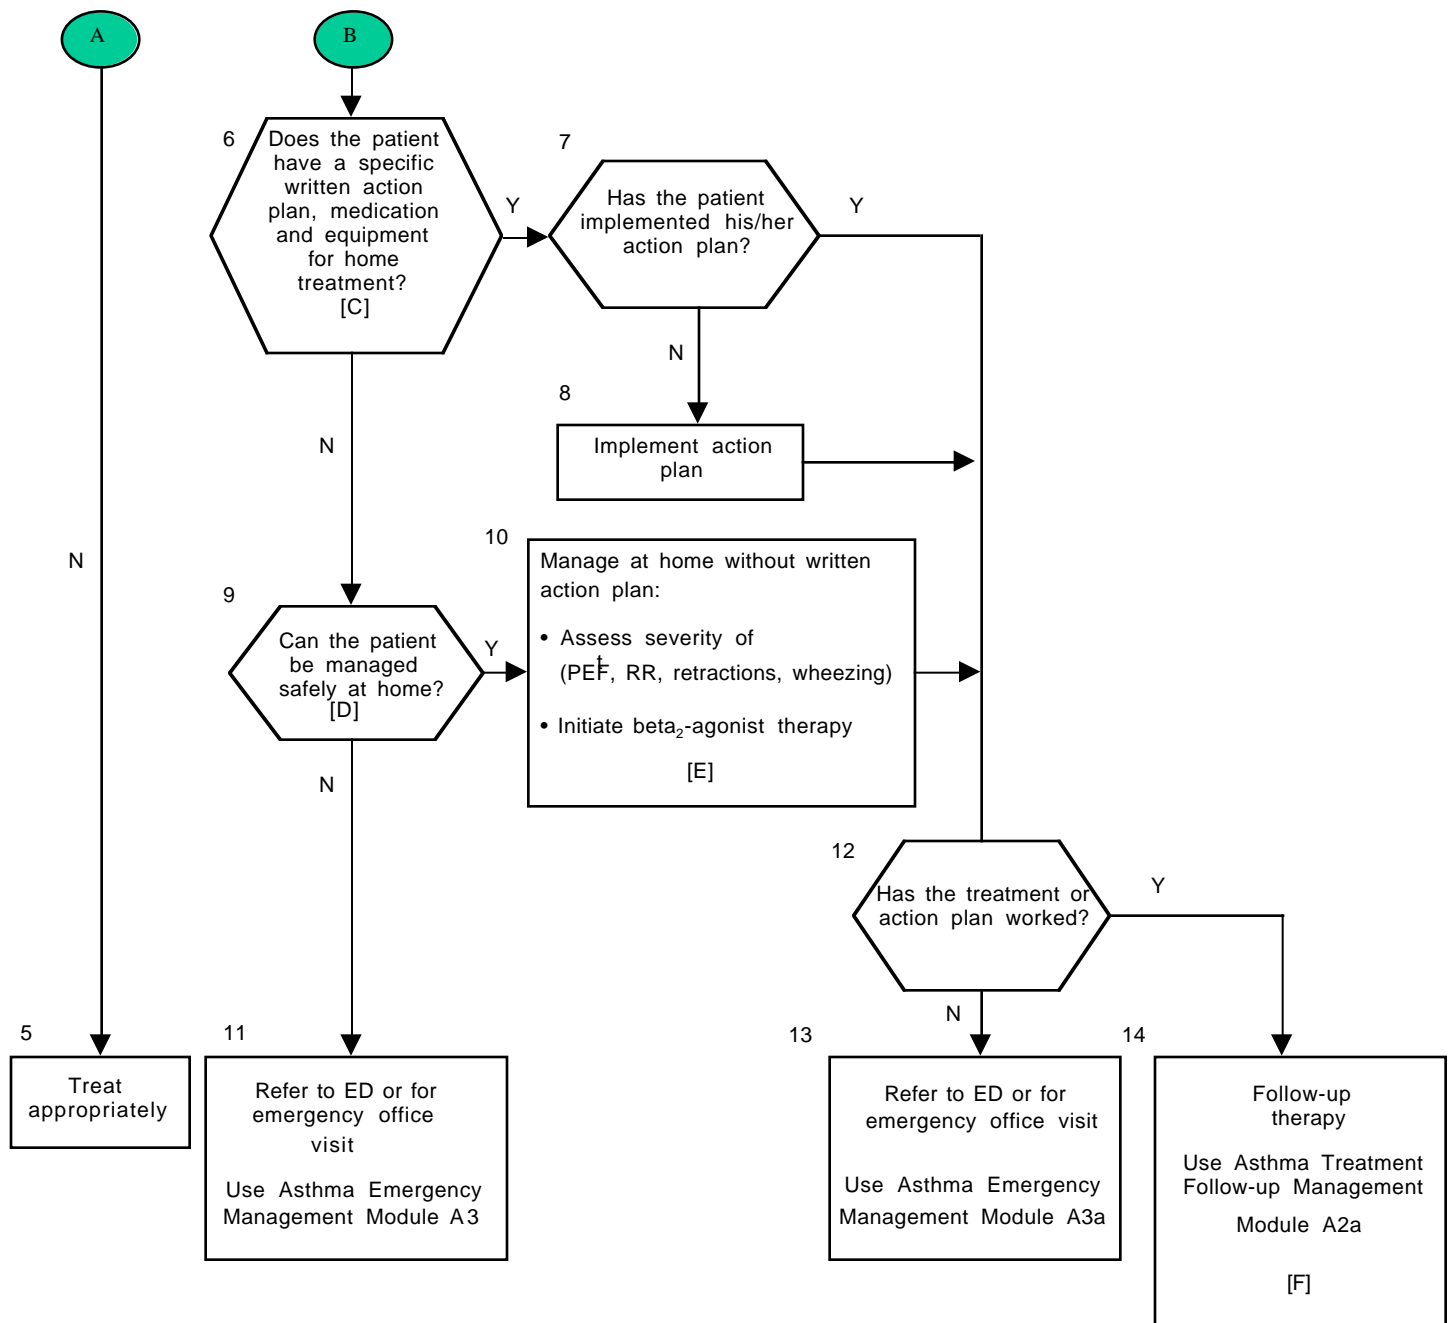 A
B
6
Does the patient
have a specific
written action
plan, medication
and equipment
for home
treatment?
[C]
Y
7
Has the patient
implemented his/her
action plan?
Y
N
8
Implement action
plan
N
N
9
Can the patient
be managed
safely at home?
[D]
Y
10
Manage at home without written
action plan:
• Assess severity of
(PEF, RR, retractions, wheezing)
• Initiate beta₂-agonist therapy
[E]
N
12
Has the treatment or
action plan worked?
Y
N
5
Treat
appropriately
11
Refer to ED or for
emergency office
visit
Use Asthma Emergency
Management Module A3
13
Refer to ED or for
emergency office visit
Use Asthma Emergency
Management Module A3a
14
Follow-up
therapy
Use Asthma Treatment
Follow-up Management
Module A2a
[F]